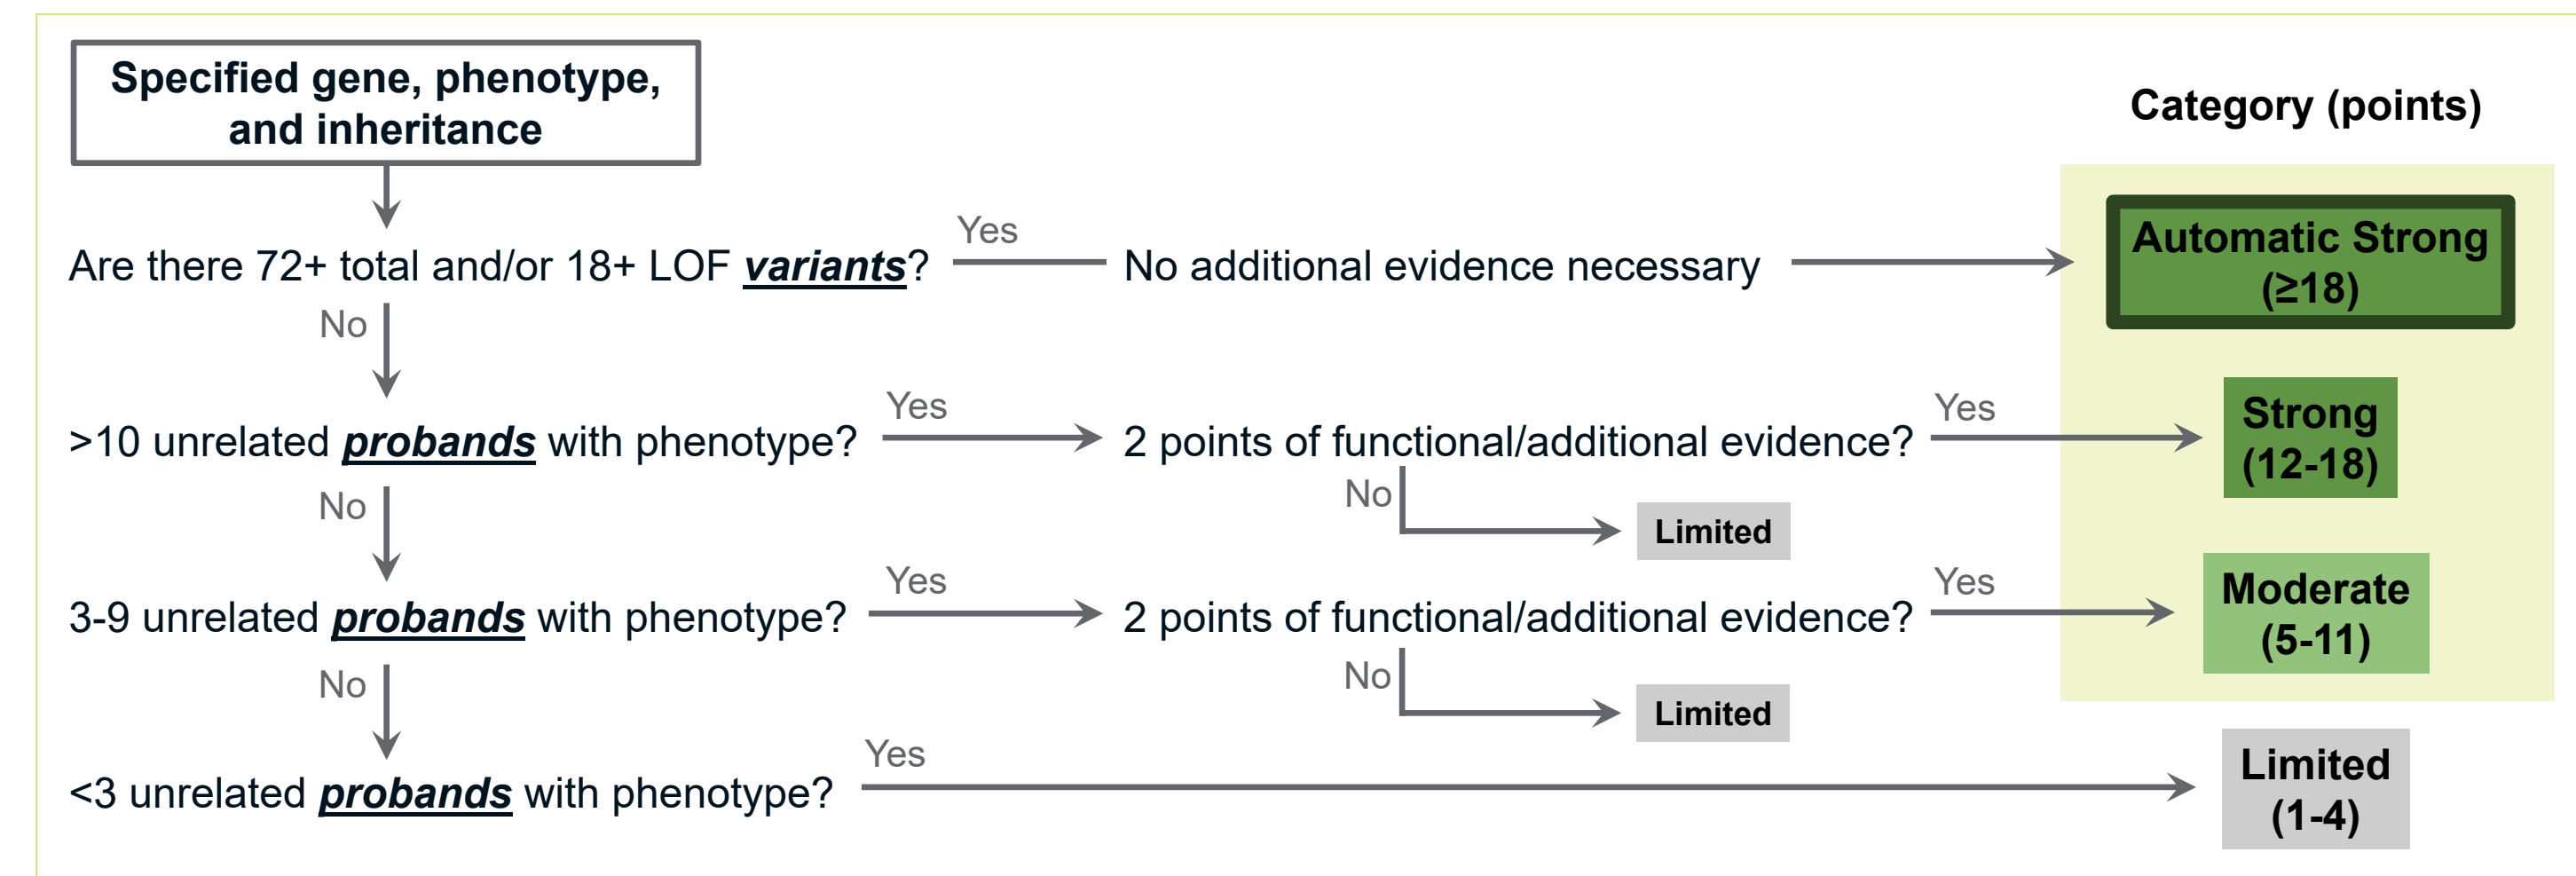 Specified gene, phenotype,
and inheritance
Category (points)
Are there 72+ total and/or 18+ LOF variants?
Yes
No additional evidence necessary
Automatic Strong
(≥18)
No
>10 unrelated probands with phenotype?
Yes
2 points of functional/additional evidence?
Yes
Strong
(12-18)
No
Limited
No
3-9 unrelated probands with phenotype?
Yes
2 points of functional/additional evidence?
Yes
Moderate
(5-11)
No
Limited
No
<3 unrelated probands with phenotype?
Yes
Limited
(1-4)